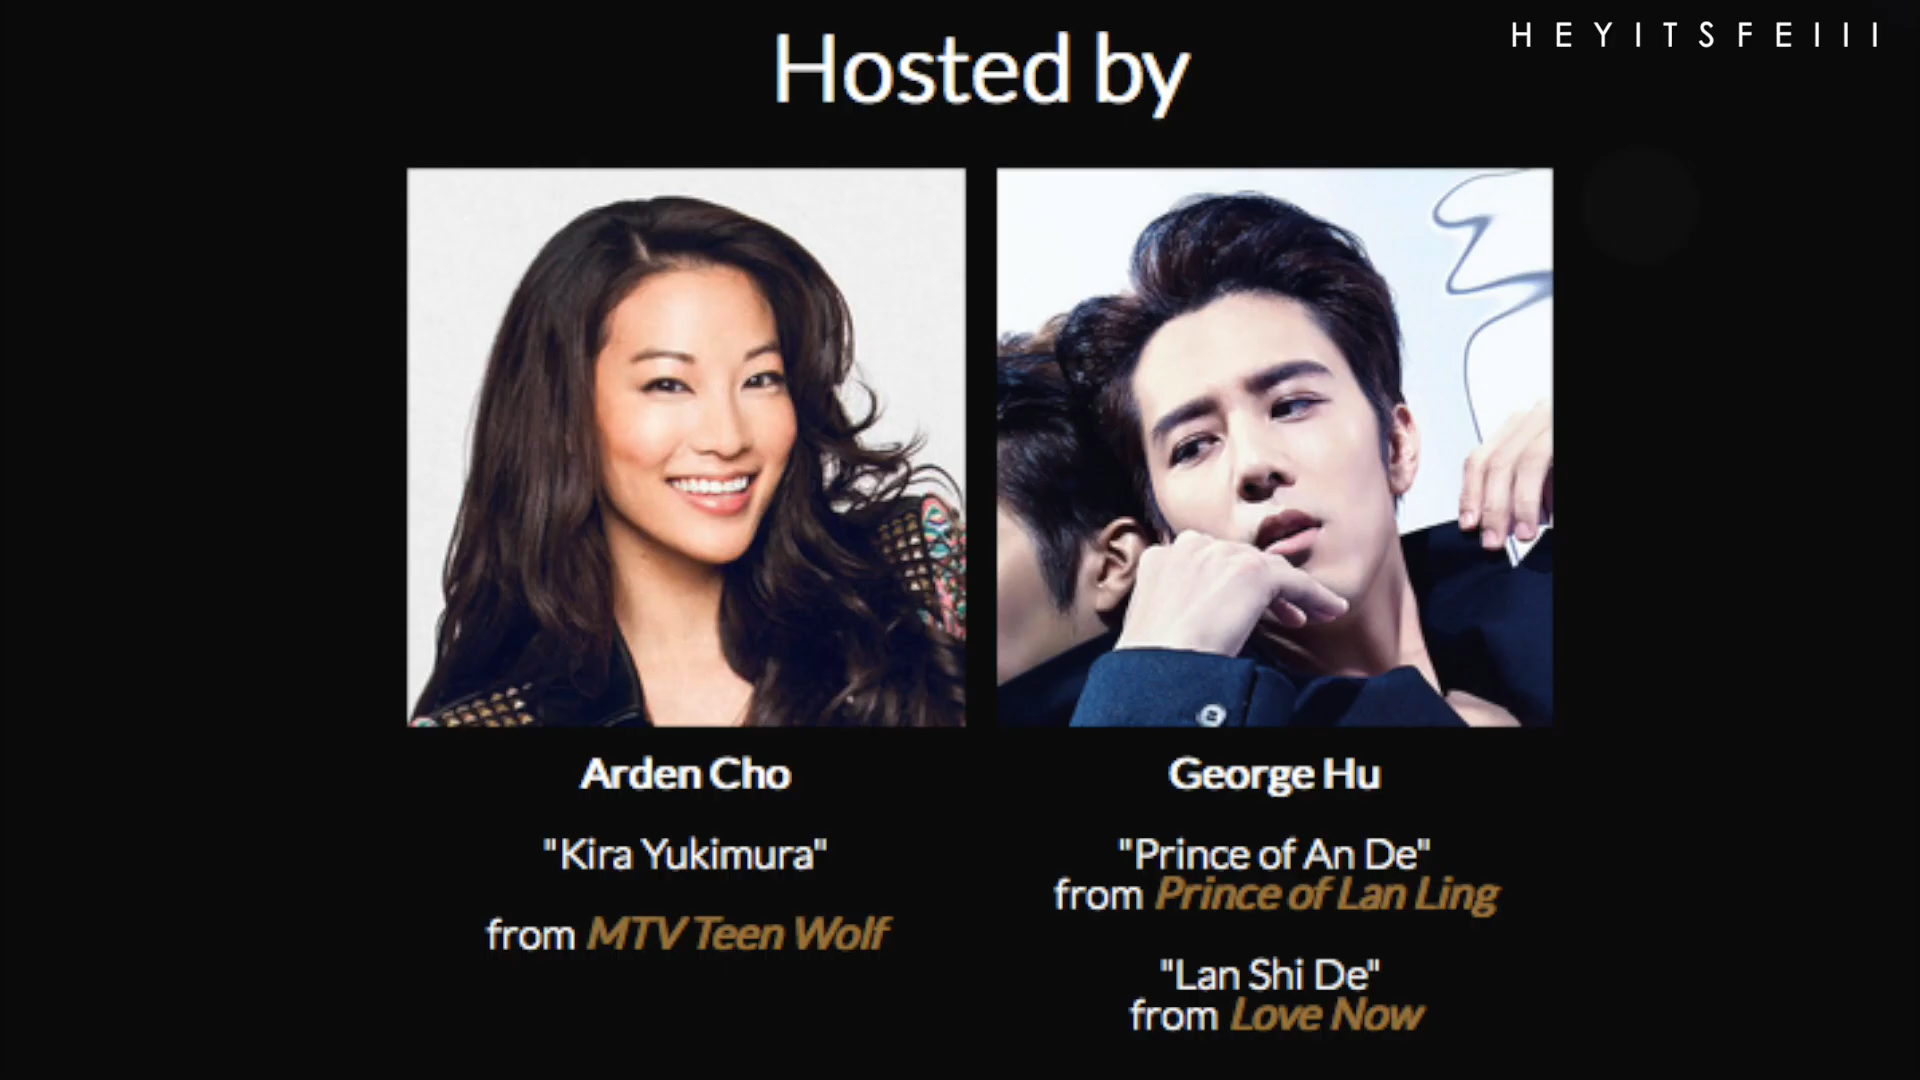 HEYITSFEIII
Hosted by
Arden Cho
"Kira Yukimura"
from MTV Teen Wolf
George Hu
"Prince of An De"
from Prince of Lan Ling
"Lan Shi De"
from Love Now